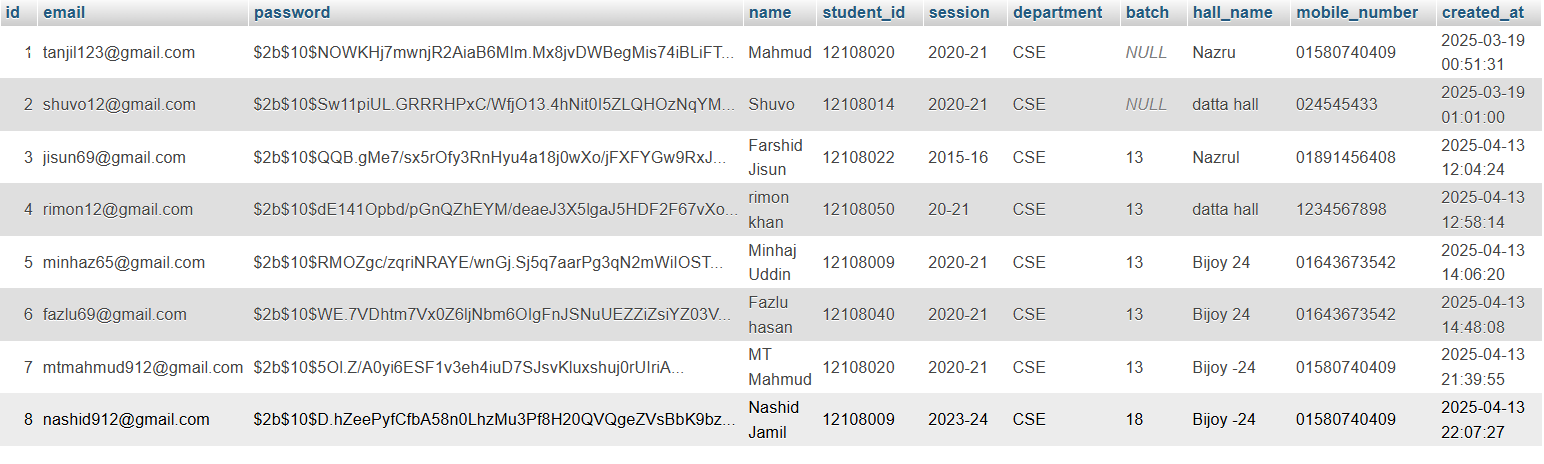 id email password name student_id session department batch hall_name mobile_number created_at
1 tanjil123@gmail.com $2b$10$NOWKHj7mwnjR2AiaB6MIm.Mx8jvDWBegMis74iBLiFT... Mahmud 12108020 2020-21 CSE NULL Nazru 01580740409 2025-03-19 00:51:31
2 shuvo12@gmail.com $2b$10$Sw11piUL.GRRRHPxC/WfjO13.4hNit0I5ZLQHOzNqYM... Shuvo 12108014 2020-21 CSE NULL datta hall 024545433 2025-03-19 01:01:00
3 jisun69@gmail.com $2b$10$QQB.gMe7/sx5rOfy3RnHyu4a18j0wXo/jFXFYGw9RxJ... Farshid Jisun 12108022 2015-16 CSE 13 Nazrul 01891456408 2025-04-13 12:04:24
4 rimon12@gmail.com $2b$10$dE141Opbd/pGnQZhEYM/deaeJ3X5lgaJ5HDF2F67vXo... rimon khan 12108050 20-21 CSE 13 datta hall 1234567898 2025-04-13 12:58:14
5 minhaz65@gmail.com $2b$10$RMOZgc/zqriNRAYE/wnGj.Sj5q7aarPg3qN2mWiIOST... Minhaj Uddin 12108009 2020-21 CSE 13 Bijoy 24 01643673542 2025-04-13 14:06:20
6 fazlu69@gmail.com $2b$10$WE.7VDhtm7Vx0Z6ljNbm6OIgFnJSNuUEZZiZsiYZ03V... Fazlu hasan 12108040 2020-21 CSE 13 Bijoy 24 01643673542 2025-04-13 14:48:08
7 mtmahmud912@gmail.com $2b$10$5OI.Z/A0yi6ESF1v3eh4iuD7SJsvKluxshuj0rUIriA... MT Mahmud 12108020 2020-21 CSE 13 Bijoy -24 01580740409 2025-04-13 21:39:55
8 nashid912@gmail.com $2b$10$D.hZeePyfCfbA58n0LhzMu3Pf8H20QVQgeZVsBbK9bz... Nashid Jamil 12108009 2023-24 CSE 18 Bijoy -24 01580740409 2025-04-13 22:07:27